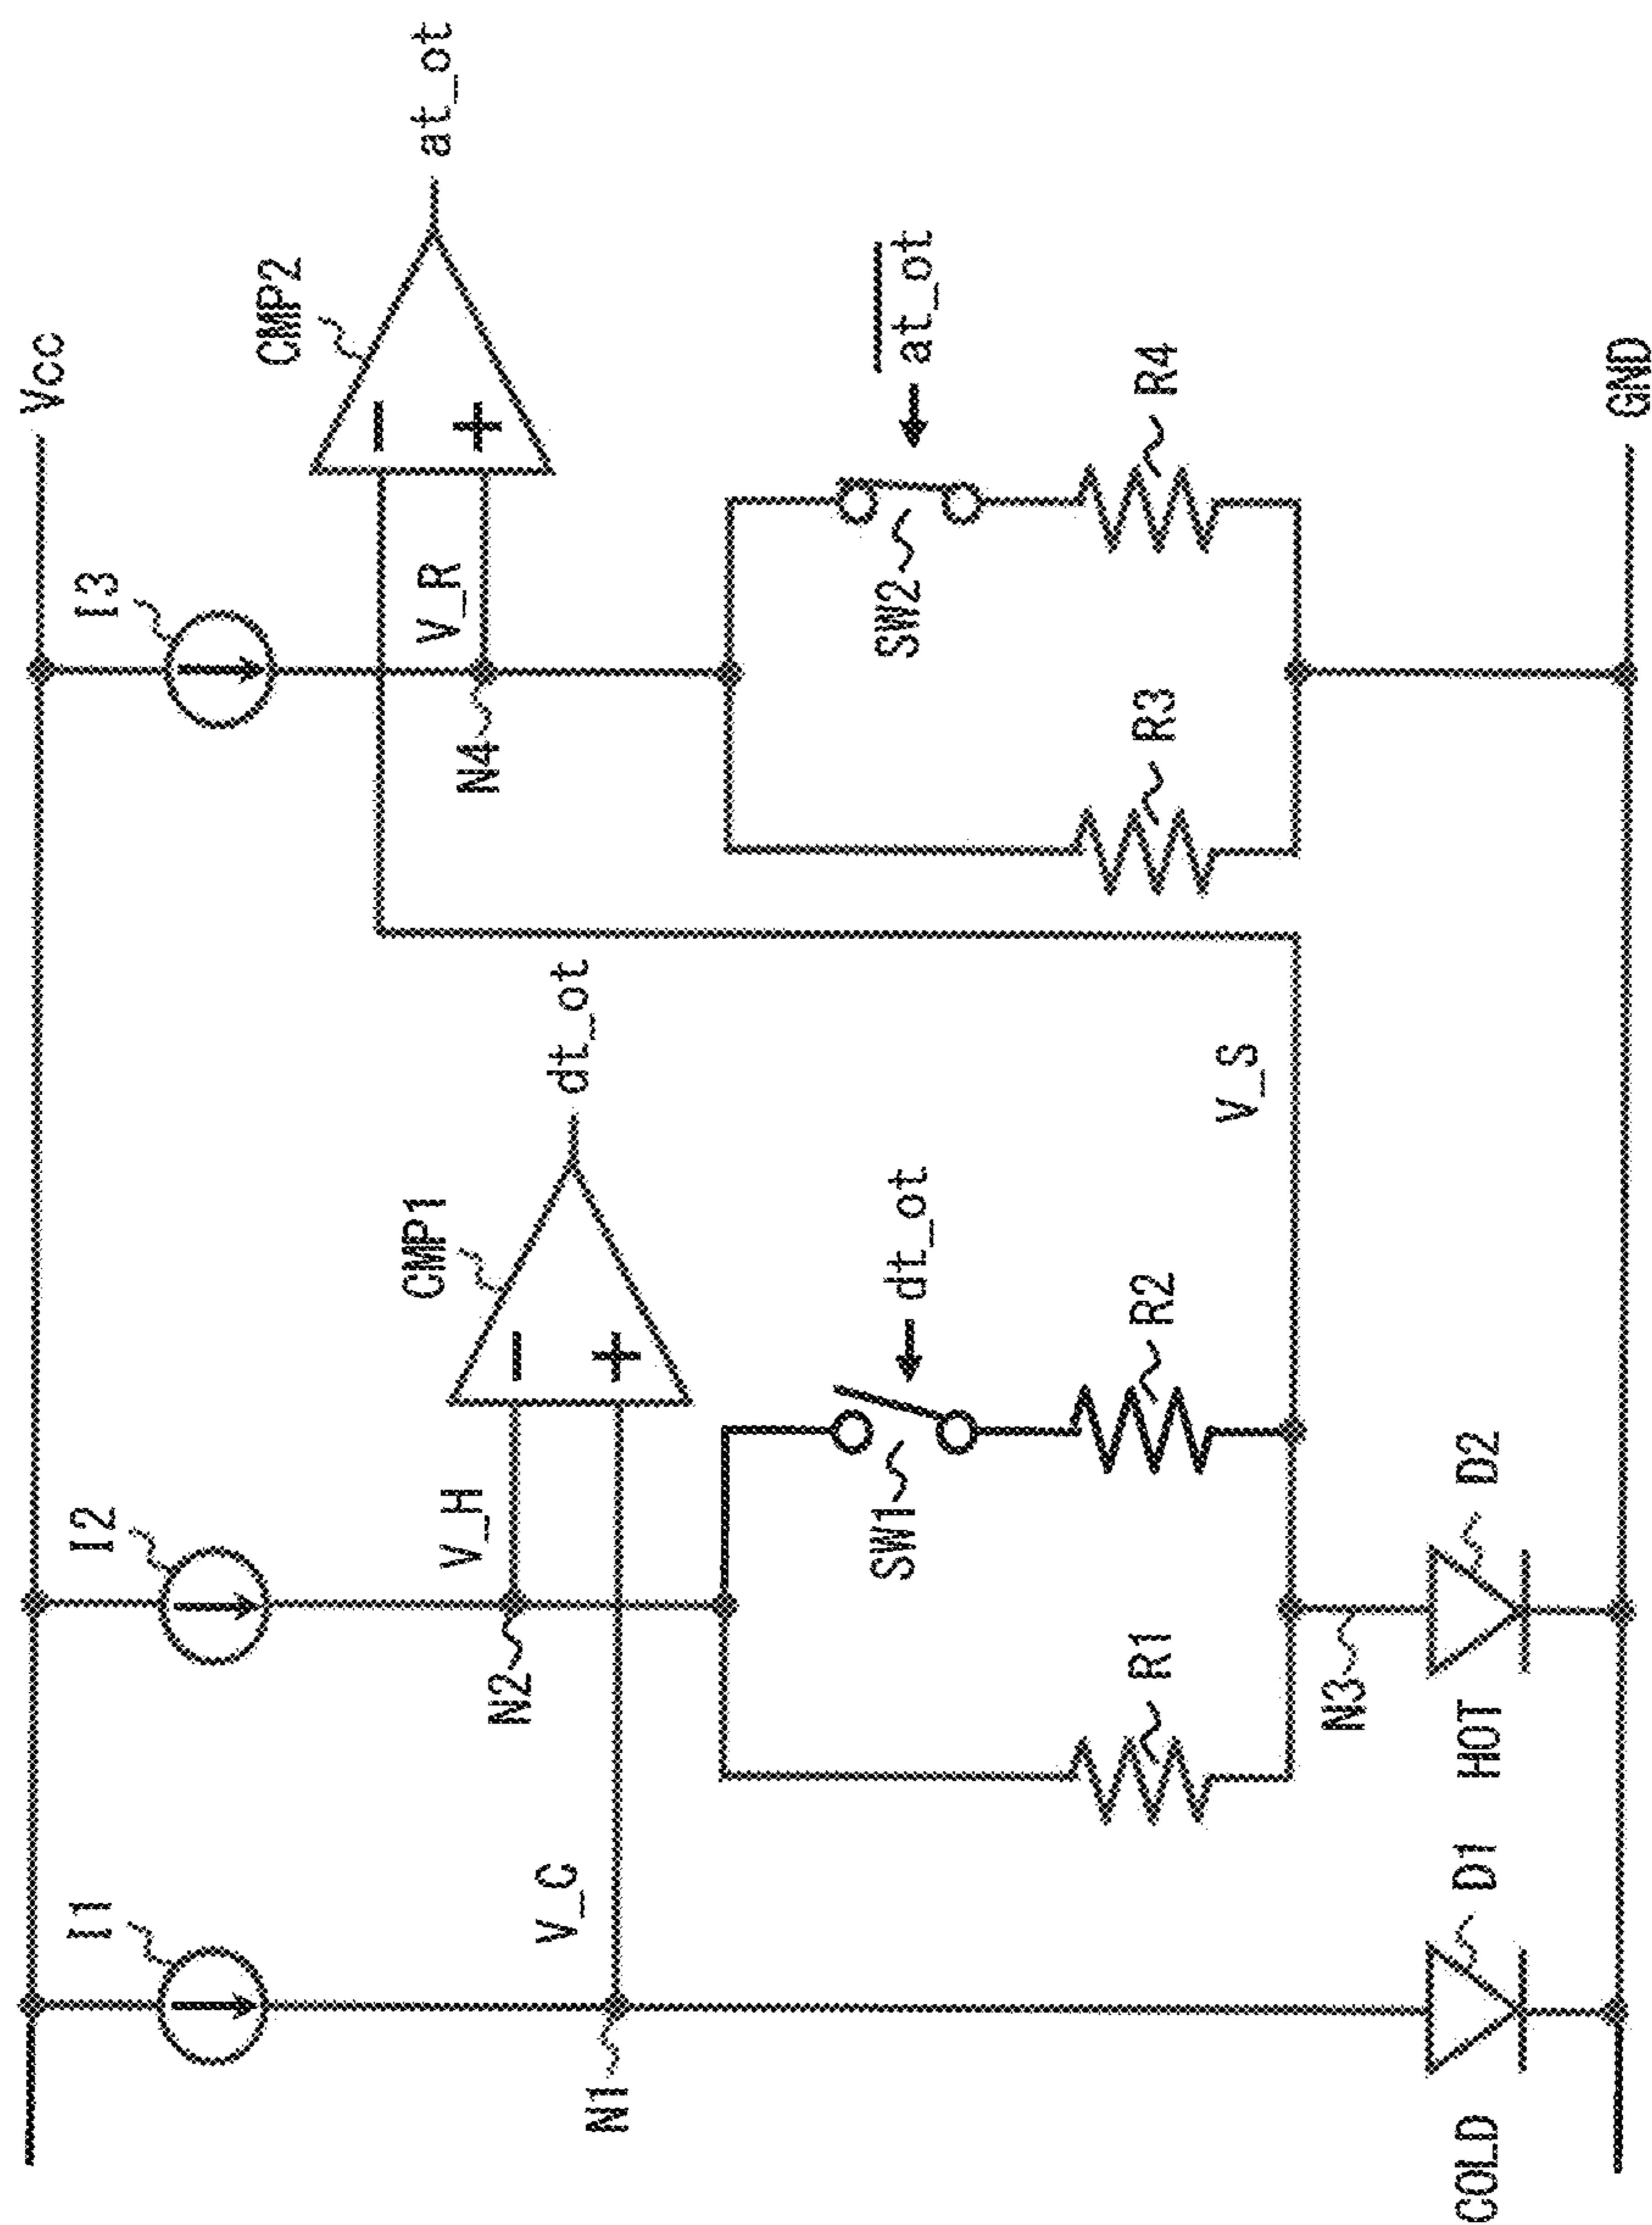 Vcc
I1
I2
I3
V_C
V_H
V_R
N1
N2
N4
CMP1
CMP2
−
+
−
+
dt_ot
at_ot
SW1
dt_ot
SW2
a̅t̅_̅o̅t̅
R1
R2
R3
R4
V_S
N3
COLD
D1
HOT
D2
GND